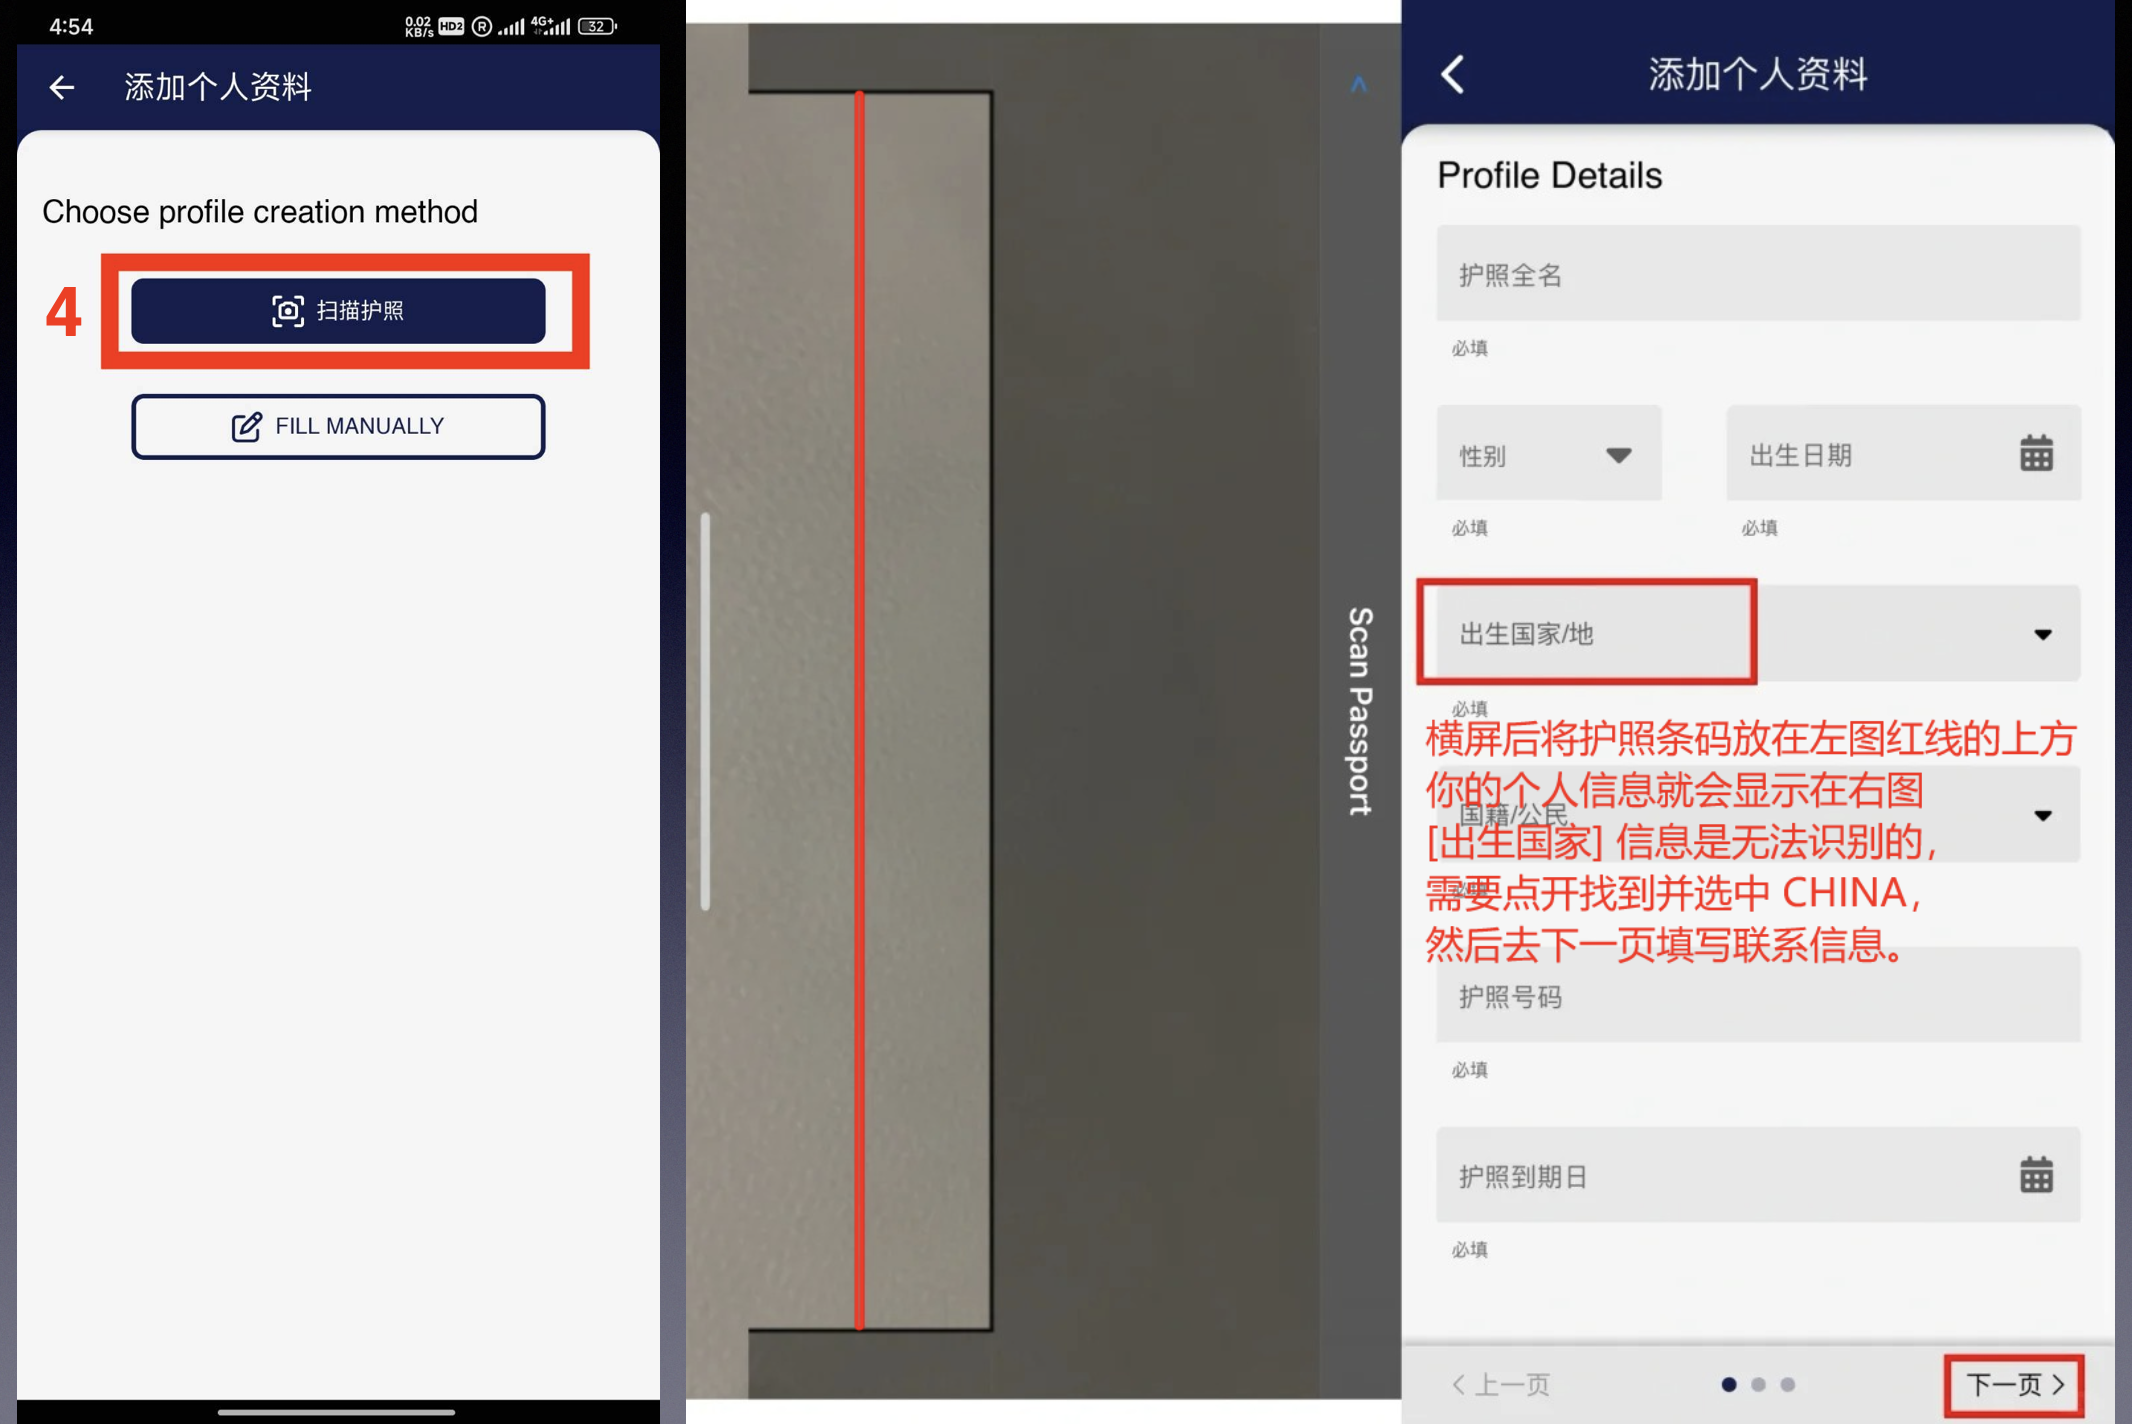 4:54
0.02
KB/s
HD2
R
4G+
32
添加个人资料
Choose profile creation method
4
扫描护照
FILL MANUALLY
Scan Passport
添加个人资料
Profile Details
护照全名
必填
性别
出生日期
必填
必填
出生国家/地
必填
横屏后将护照条码放在左图红线的上方
你的个人信息就会显示在右图
国籍/公民
[出生国家] 信息是无法识别的,
必填
需要点开找到并选中 CHINA,
然后去下一页填写联系信息。
护照号码
必填
护照到期日
必填
上一页
下一页